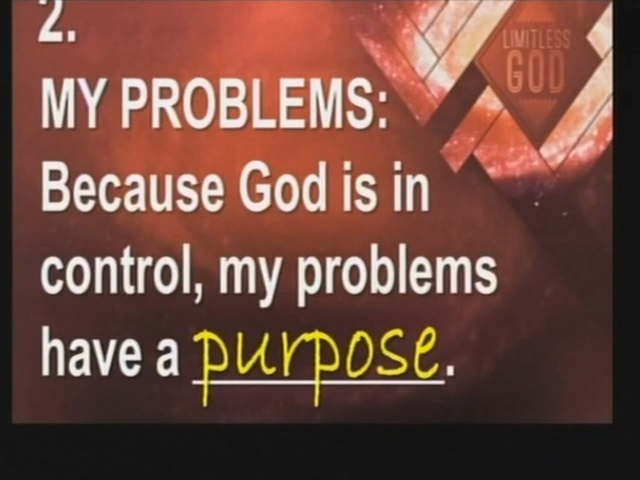 2.
LIMITLESS
GOD
MY PROBLEMS:
Because God is in
control, my problems
have a purpose.